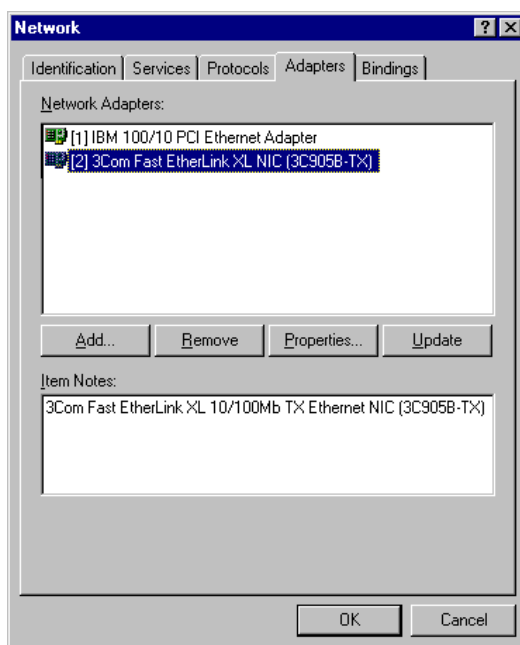 Network
Identification Services Protocols Adapters Bindings
Network Adapters:
[1] IBM 100/10 PCI Ethernet Adapter
[2] 3Com Fast EtherLink XL NIC (3C905B-TX)
Add... Remove Properties... Update
Item Notes:
3Com Fast EtherLink XL 10/100Mb TX Ethernet NIC (3C905B-TX)
OK Cancel